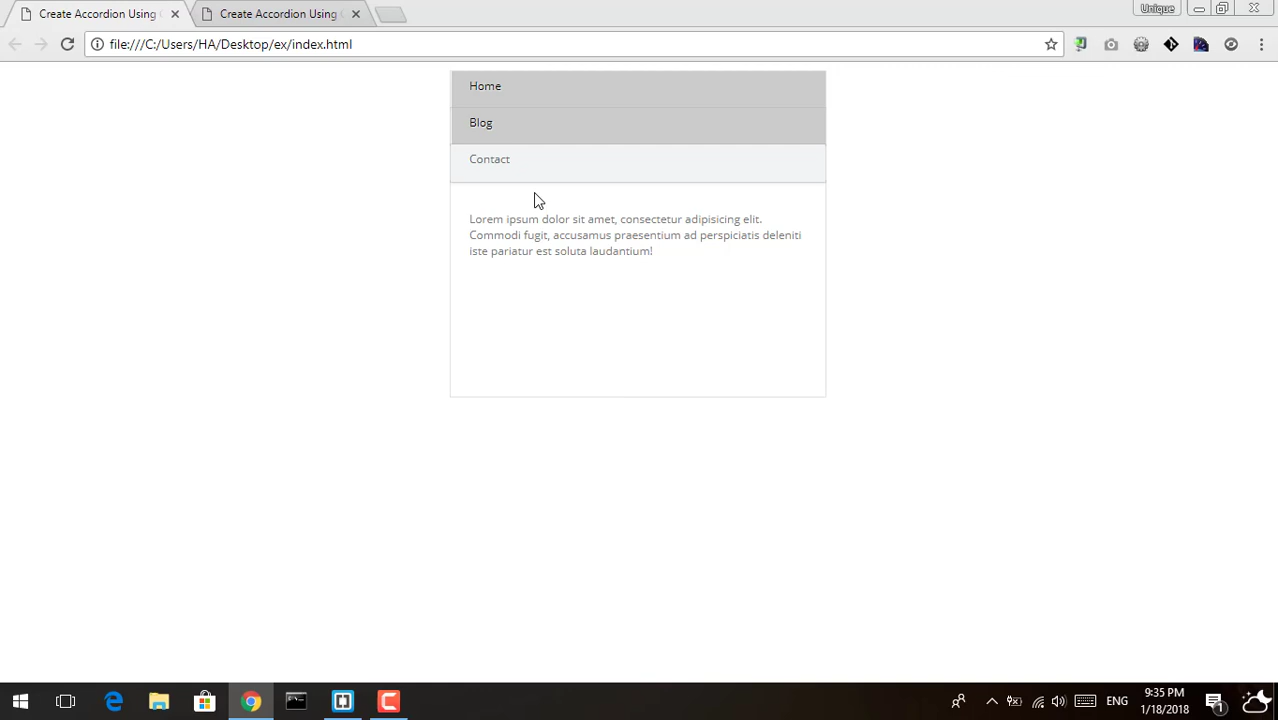 Create Accordion Using
Create Accordion Using
Unique
file:///C:/Users/HA/Desktop/ex/index.html
Home
Blog
Contact
Lorem ipsum dolor sit amet, consectetur adipisicing elit.
Commodi fugit, accusamus praesentium ad perspiciatis deleniti
iste pariatur est soluta laudantium!
ENG
9:35 PM
1/18/2018
1